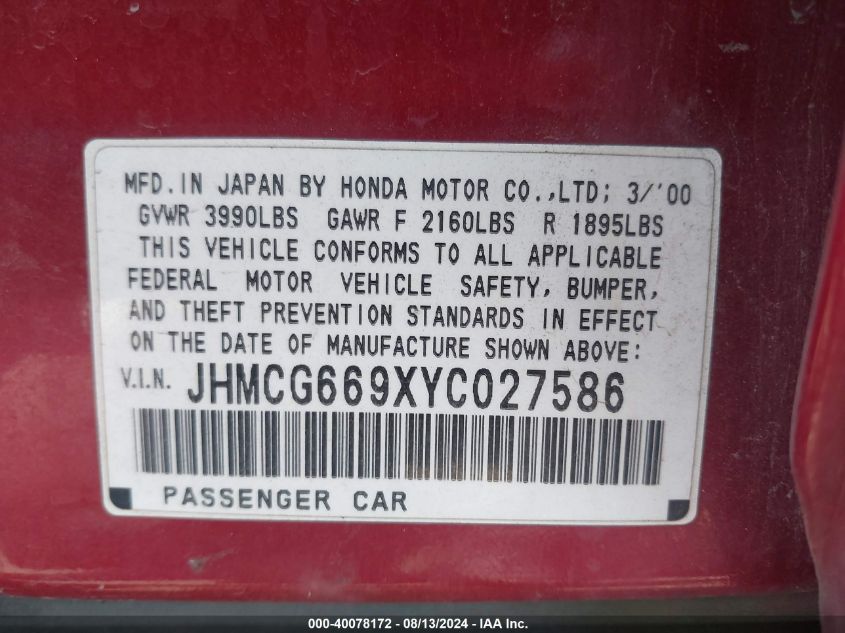 MFD. IN JAPAN BY HONDA MOTOR CO., LTD; 3/'00
GVWR 3990LBS GAWR F 2160LBS R 1895LBS
THIS VEHICLE CONFORMS TO ALL APPLICABLE
FEDERAL MOTOR VEHICLE SAFETY, BUMPER,
AND THEFT PREVENTION STANDARDS IN EFFECT
ON THE DATE OF MANUFACTURE SHOWN ABOVE:
V.I.N. JHMCG669XYC027586
PASSENGER CAR
000-40078172 — 08/13/2024 — © IAA, Inc.